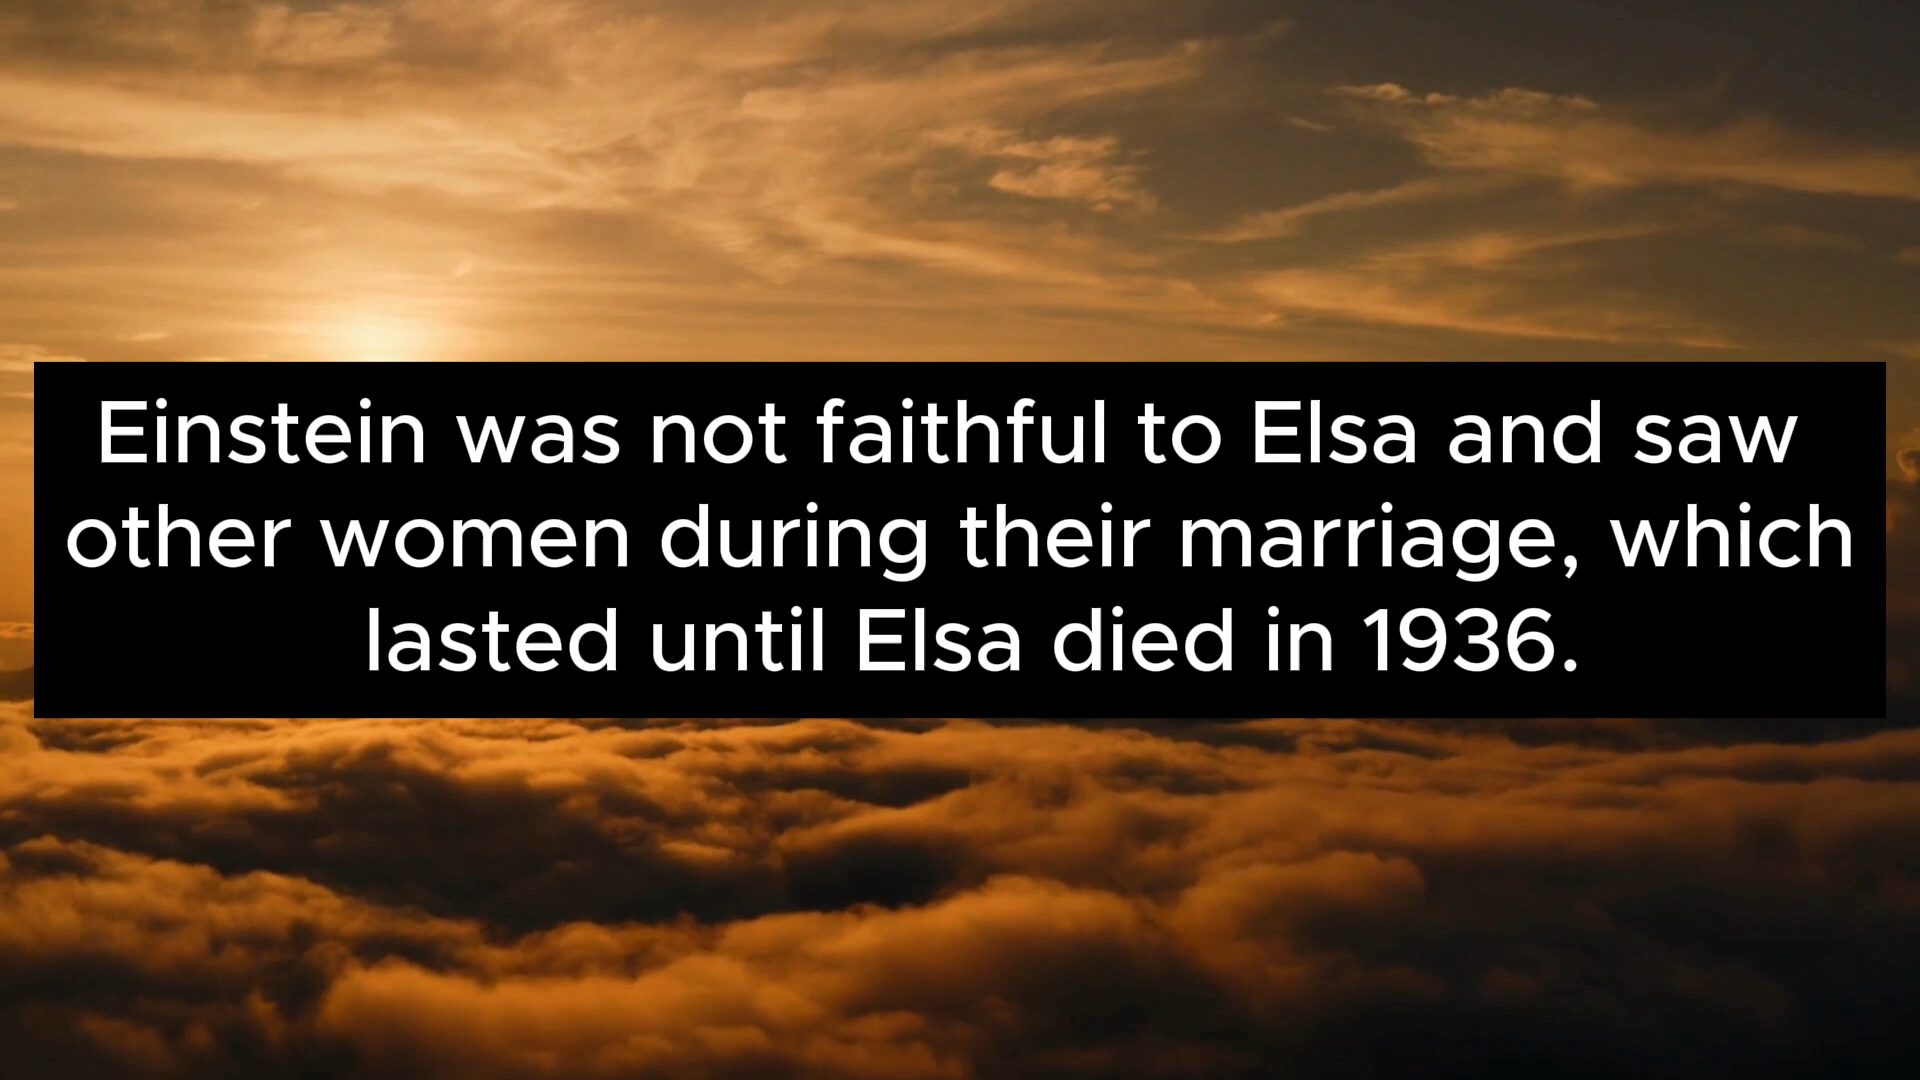 Einstein was not faithful to Elsa and saw
other women during their marriage, which
lasted until Elsa died in 1936.